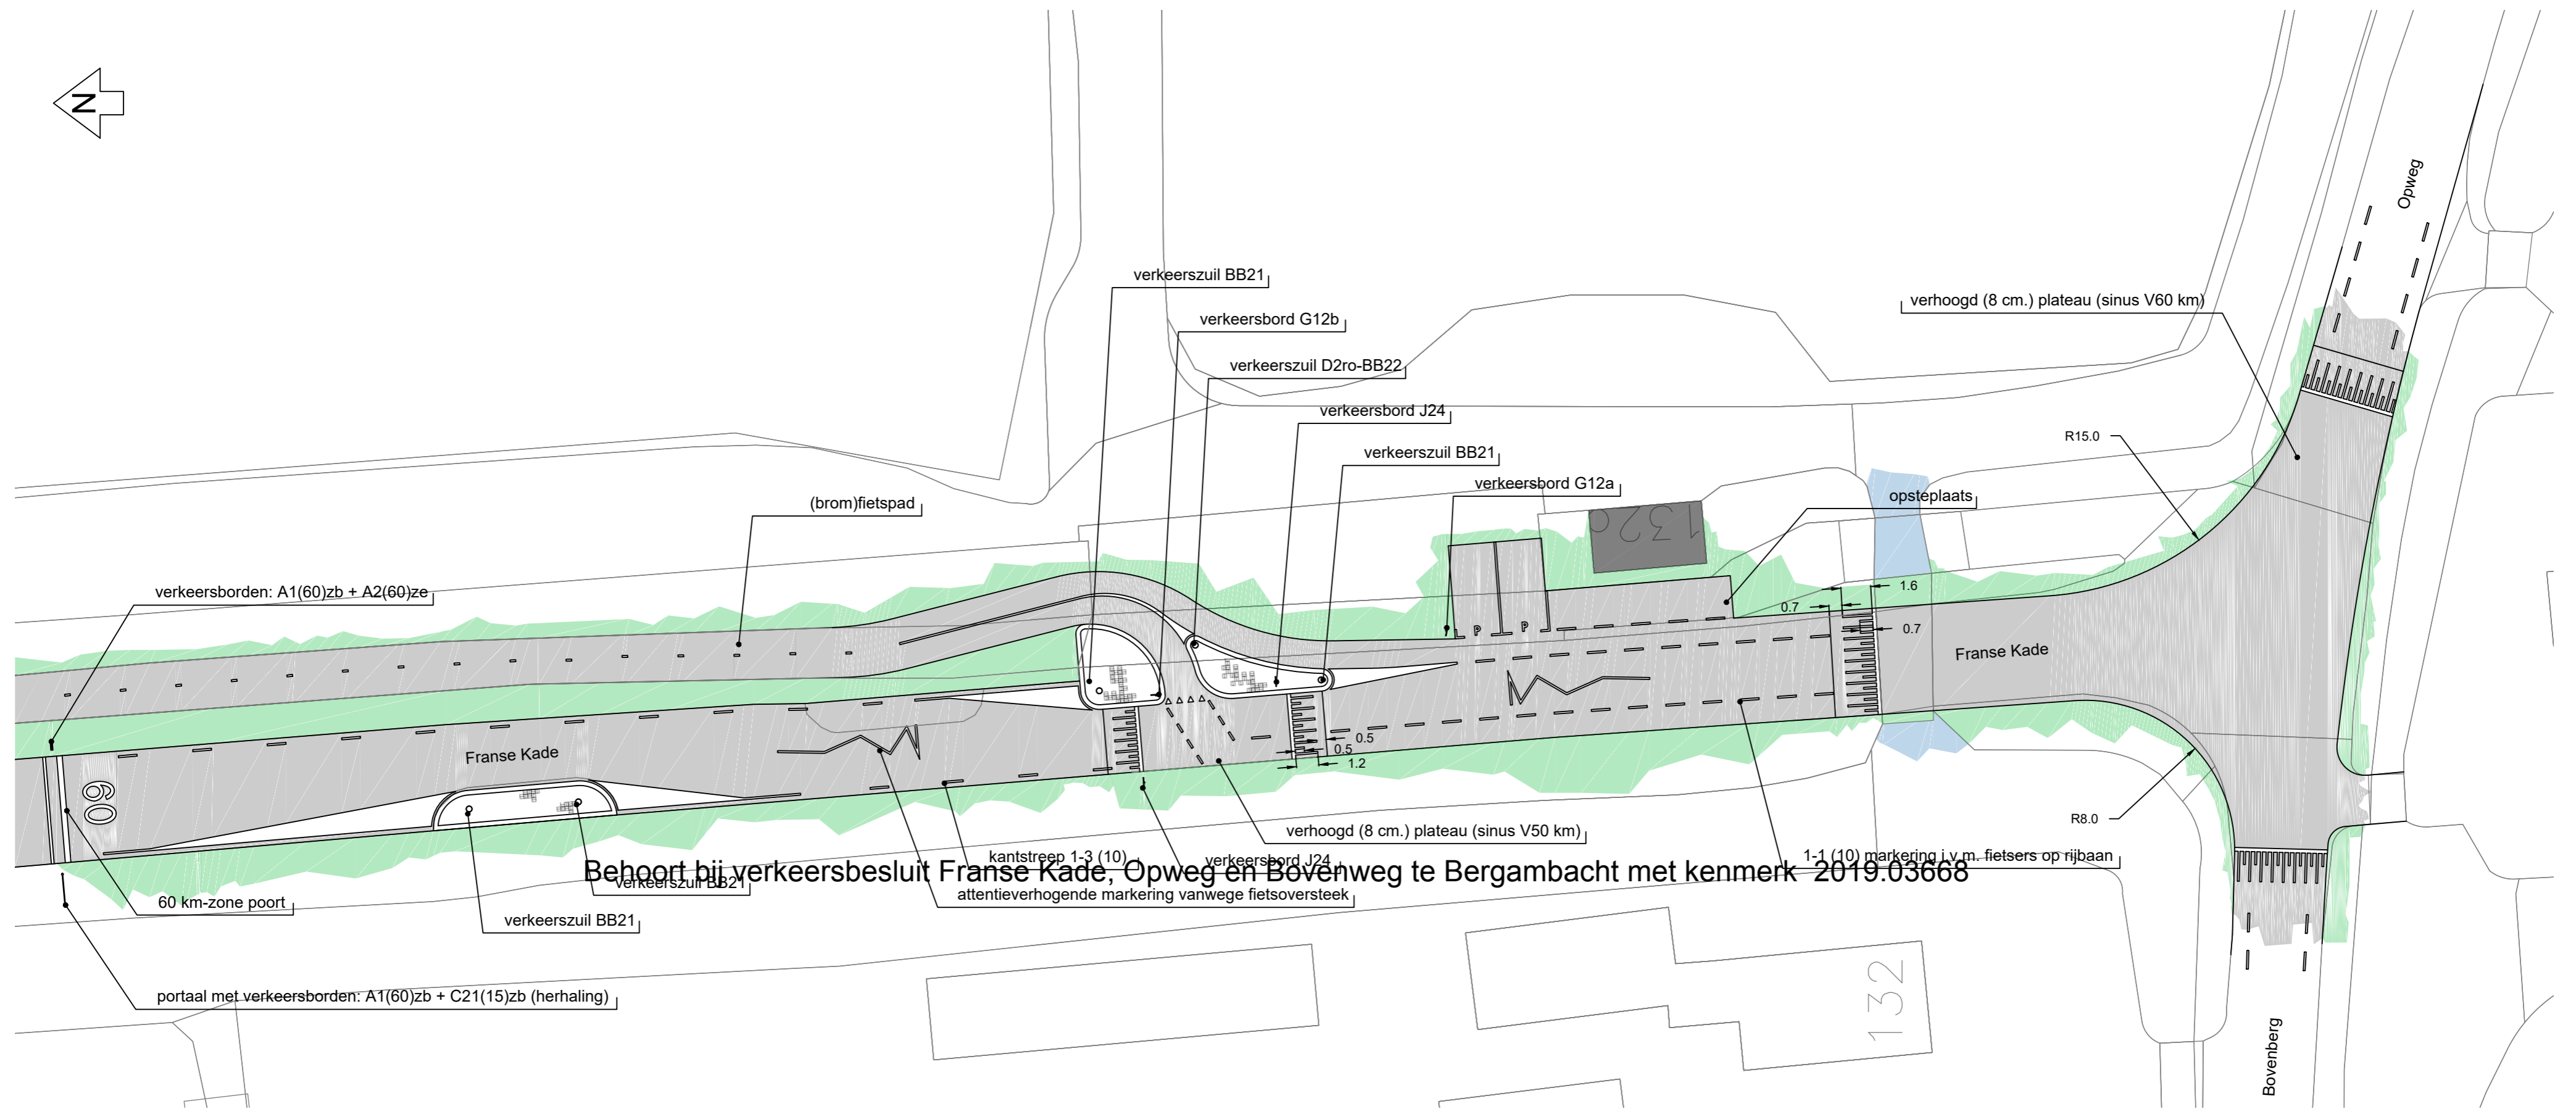 N
Opweg
verkeerszuil BB21
verhoogd (8 cm.) plateau (sinus V60 km)
verkeersbord G12b
verkeerszuil D2ro-BB22
verkeersbord J24
R15.0
verkeerszuil BB21
verkeersbord G12a
opsteplaats
(brom)fietspad
132c
verkeersborden: A1(60)zb + A2(60)ze
1.6
0.7
0.7
P
P
Franse Kade
Franse Kade
0.5
0.5
1.2
60
R8.0
verhoogd (8 cm.) plateau (sinus V50 km)
kantstreep 1-3 (10)
verkeersbord J24
1-1 (10) markering i.v.m. fietsers op rijbaan
Behoort bij verkeersbesluit Franse Kade, Opweg en Bovenweg te Bergambacht met kenmerk 2019.03668
verkeerszuil BB21
attentieverhogende markering vanwege fietsoversteek
60 km-zone poort
verkeerszuil BB21
portaal met verkeersborden: A1(60)zb + C21(15)zb (herhaling)
132
Bovenberg